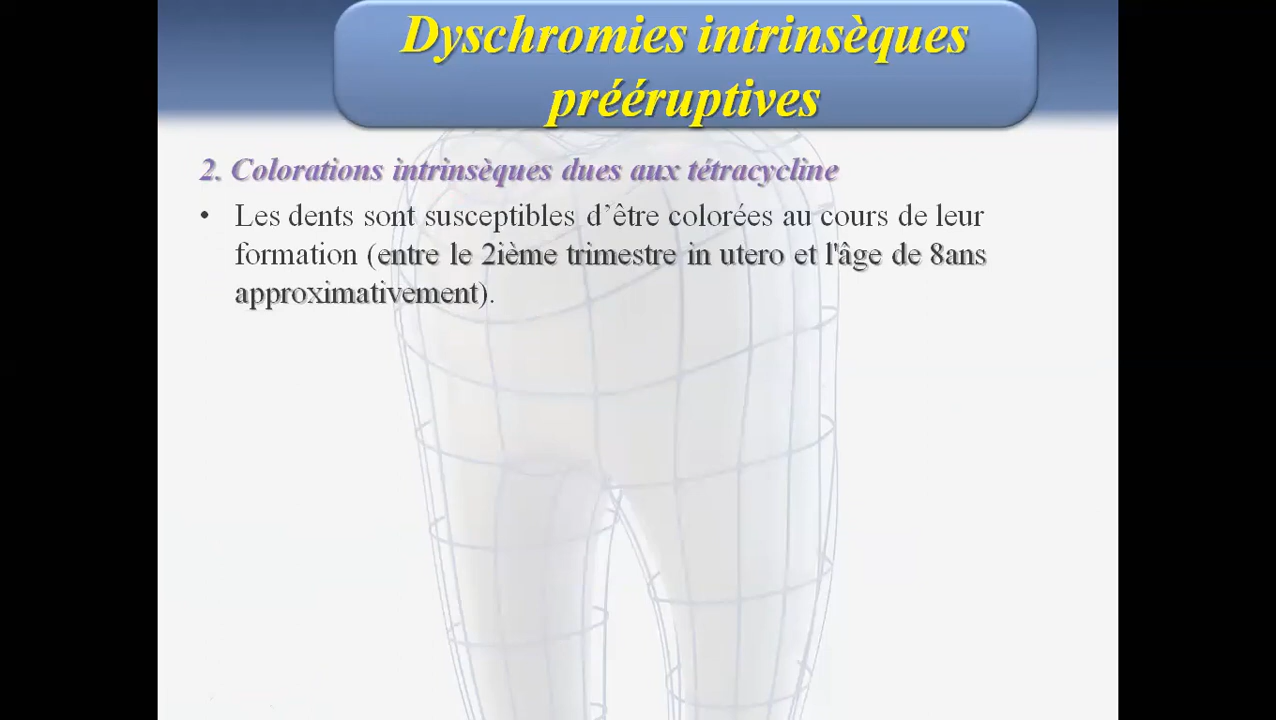 Dyschromies intrinsèques
prééruptives
2. Colorations intrinsèques dues aux tétracycline
• Les dents sont susceptibles d’être colorées au cours de leur
formation (entre le 2ième trimestre in utero et l'âge de 8ans
approximativement).